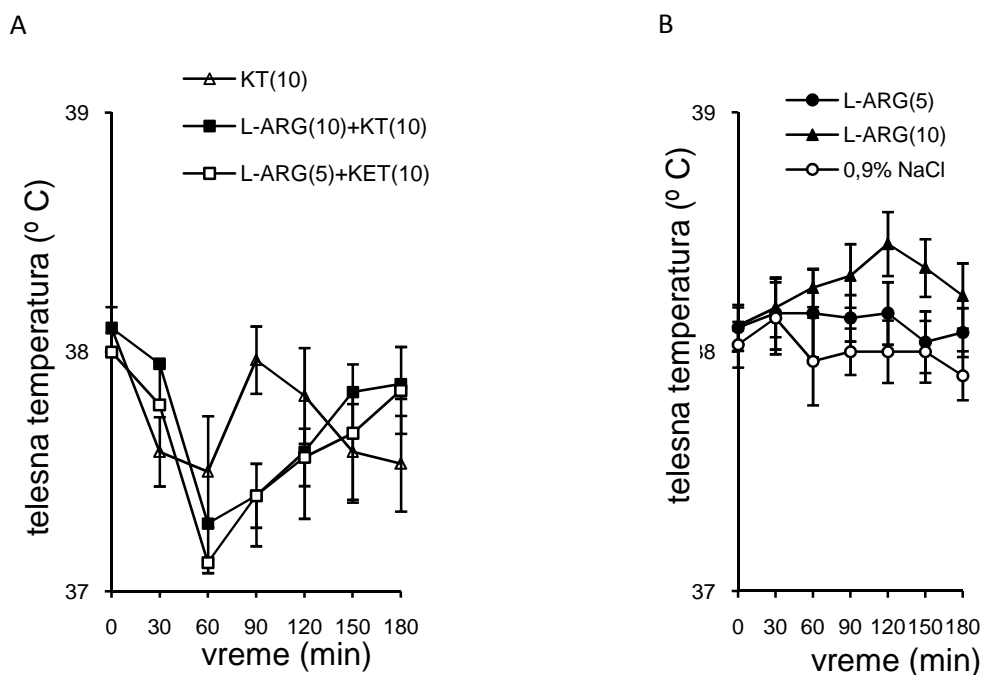 A
KT(10)
L-ARG(10)+KT(10)
L-ARG(5)+KET(10)
39
38
37
telesna temperatura (º C)
0 30 60 90 120 150 180
vreme (min)
B
L-ARG(5)
L-ARG(10)
0,9% NaCl
39
38
37
telesna temperatura (º C)
0 30 60 90 120 150 180
vreme (min)